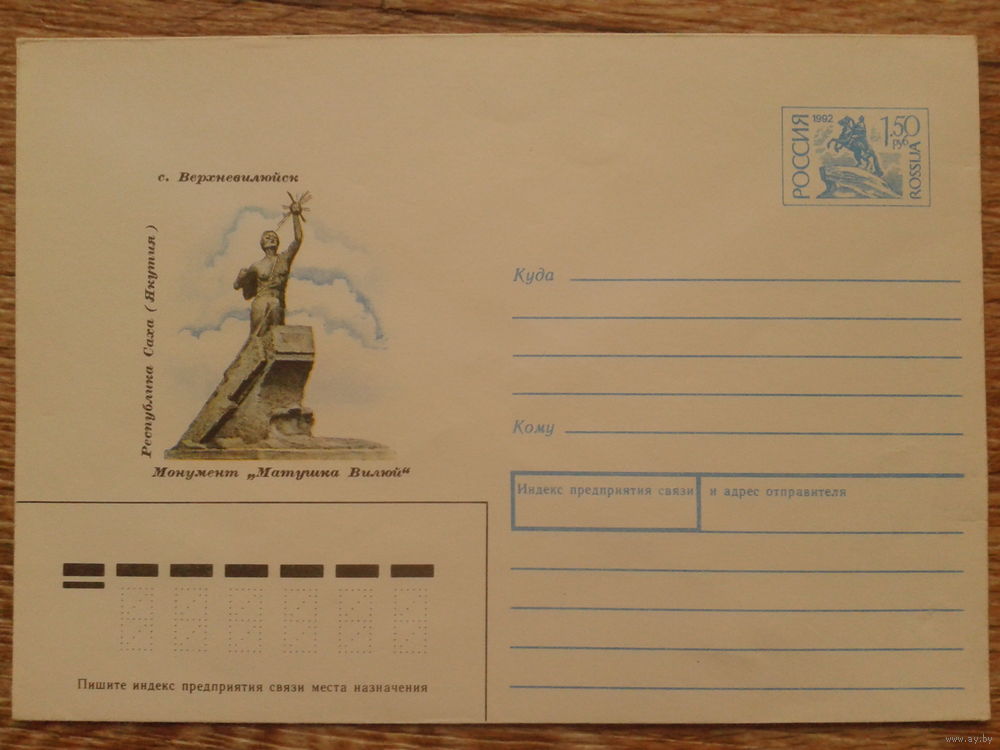 с. Верхневилюйск
Республика Саха (Якутия)
Монумент „Матушка Вилюй“
РОССИЯ
1992
1.50
руб
ROSSIJA
Куда
Кому
Индекс предприятия связи и адрес отправителя
Пишите индекс предприятия связи места назначения
www.ay.by